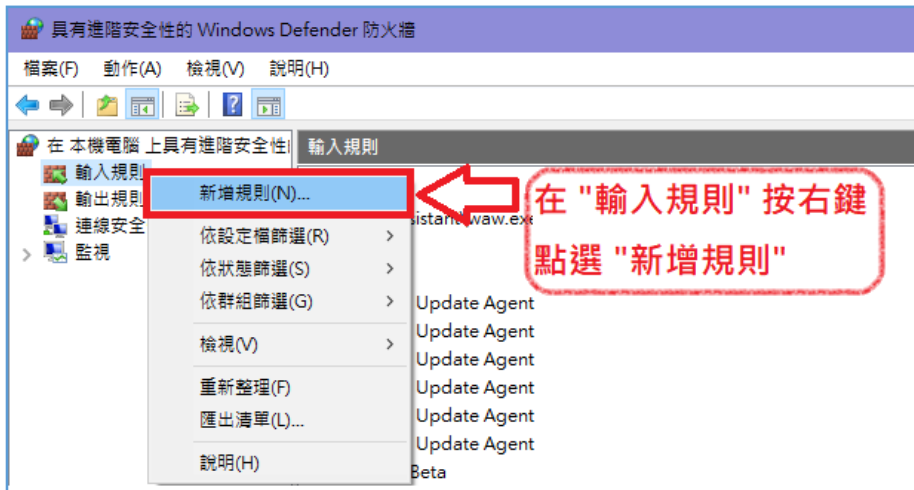 具有進階安全性的 Windows Defender 防火牆
檔案(F) 動作(A) 檢視(V) 說明(H)
在 本機電腦 上具有進階安全性
輸入規則
輸出規則
連線安全
監視
輸入規則
新增規則(N)...
依設定檔篩選(R)
依狀態篩選(S)
依群組篩選(G)
檢視(V)
重新整理(F)
匯出清單(L)...
說明(H)
waw.exe
Update Agent
Update Agent
Update Agent
Update Agent
Update Agent
Update Agent
Beta
在 "輸入規則" 按右鍵
點選 "新增規則"